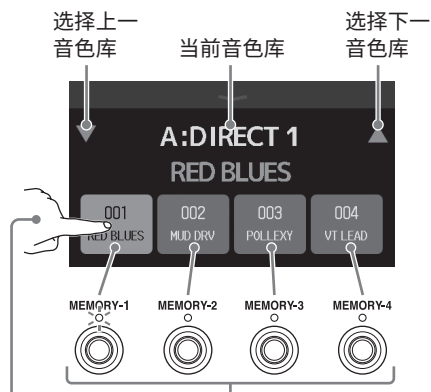 选择上一
音色库
当前音色库
选择下一
音色库
A:DIRECT 1
RED BLUES
001
RED BLUES
002
MUD DRV
003
POLLEXY
004
VT LEAD
MEMORY-1
MEMORY-2
MEMORY-3
MEMORY-4